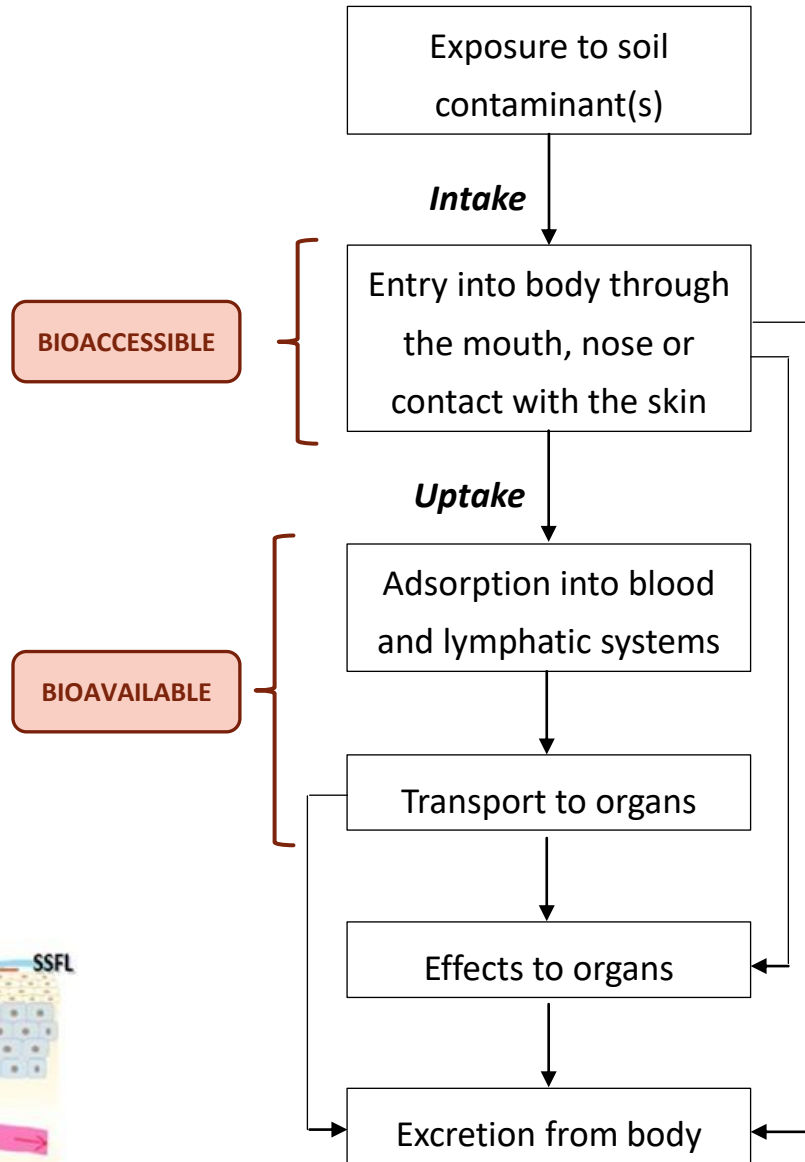 Exposure to soil
contaminant(s)
Intake
Entry into body through
the mouth, nose or
contact with the skin
BIOACCESSIBLE
Uptake
Adsorption into blood
and lymphatic systems
BIOAVAILABLE
Transport to organs
SSFL
Effects to organs
Excretion from body